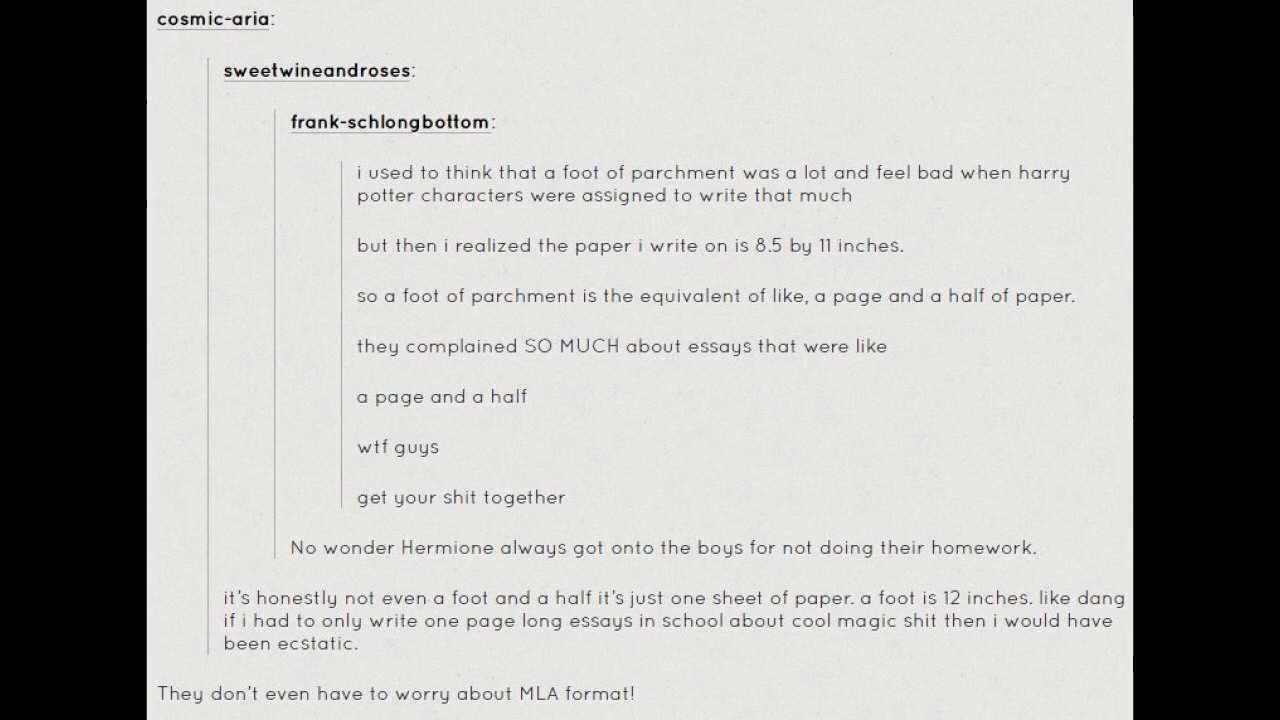 cosmic-aria:
sweetwineandroses:
frank-schlongbottom:
i used to think that a foot of parchment was a lot and feel bad when harry
potter characters were assigned to write that much
but then i realized the paper i write on is 8.5 by 11 inches.
so a foot of parchment is the equivalent of like, a page and a half of paper.
they complained SO MUCH about essays that were like
a page and a half
wtf guys
get your shit together
No wonder Hermione always got onto the boys for not doing their homework.
it's honestly not even a foot and a half it's just one sheet of paper. a foot is 12 inches. like dang
if i had to only write one page long essays in school about cool magic shit then i would have
been ecstatic.
They don't even have to worry about MLA format!